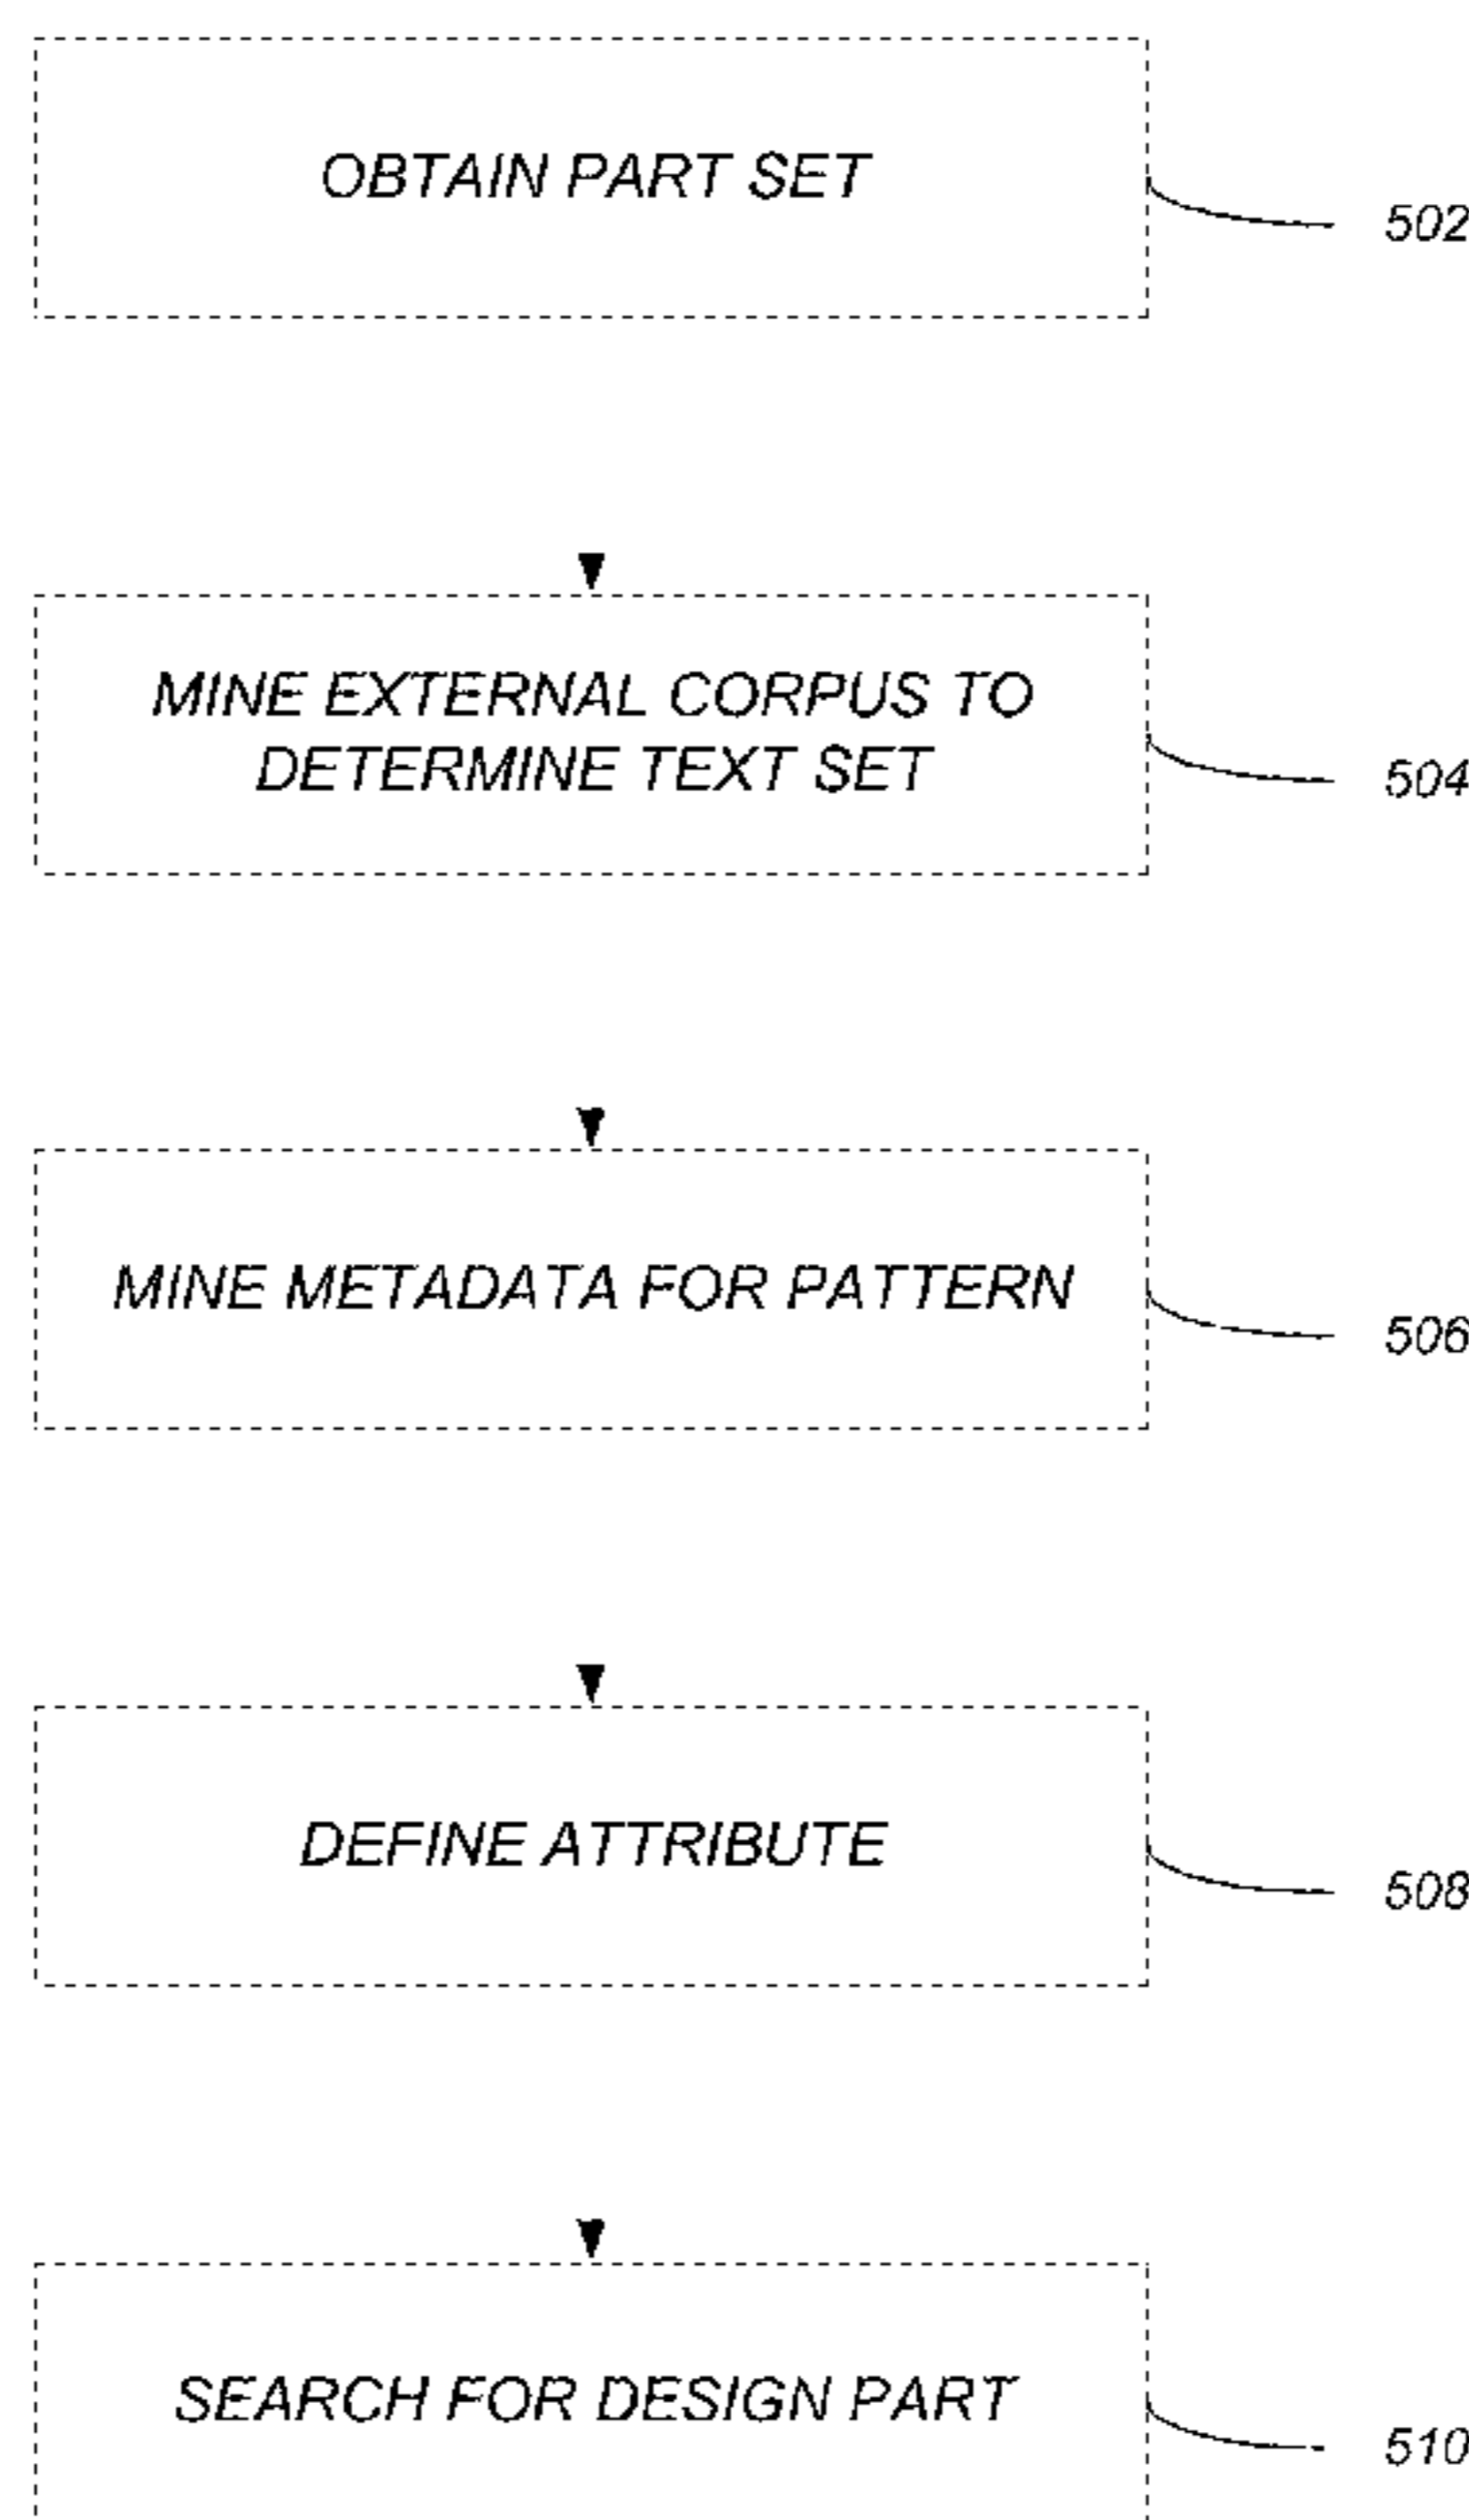 OBTAIN PART SET
502
MINE EXTERNAL CORPUS TO
DETERMINE TEXT SET
504
MINE METADATA FOR PATTERN
506
DEFINE ATTRIBUTE
508
SEARCH FOR DESIGN PART
510